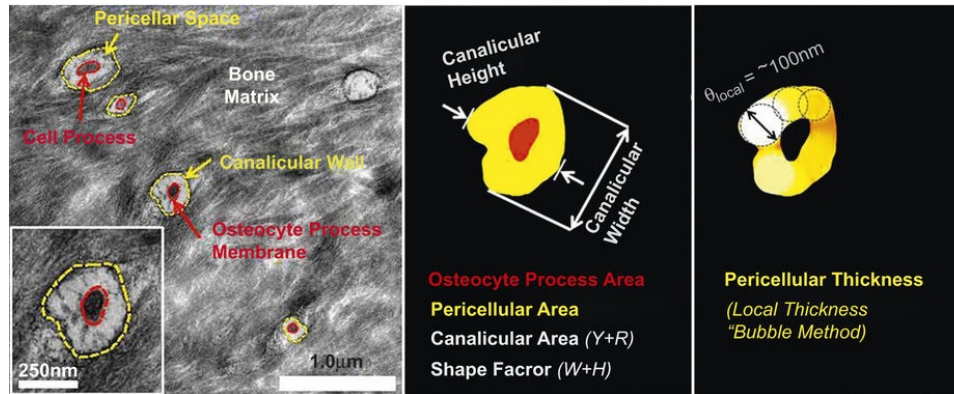 Pericellar Space
Bone
Matrix
Cell Process
Canalicular Wall
Osteocyte Process
Membrane
250nm
1.0μm
Canalicular
Height
Canalicular
Width
Osteocyte Process Area
Pericellular Area
Canalicular Area (Y+R)
Shape Facror (W+H)
θlocal = ~100nm
Pericellular Thickness
(Local Thickness
"Bubble Method)